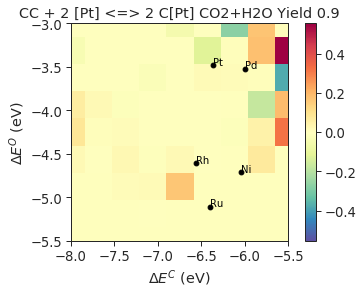 CC + 2 [Pt] <=> 2 C[Pt] CO2+H2O Yield 0.9
−3.0
−3.5
−4.0
−4.5
−5.0
−5.5
ΔE^O (eV)
Pt
Pd
Rh
Ni
Ru
−8.0 −7.5 −7.0 −6.5 −6.0 −5.5
ΔE^C (eV)
0.4
0.2
0.0
−0.2
−0.4